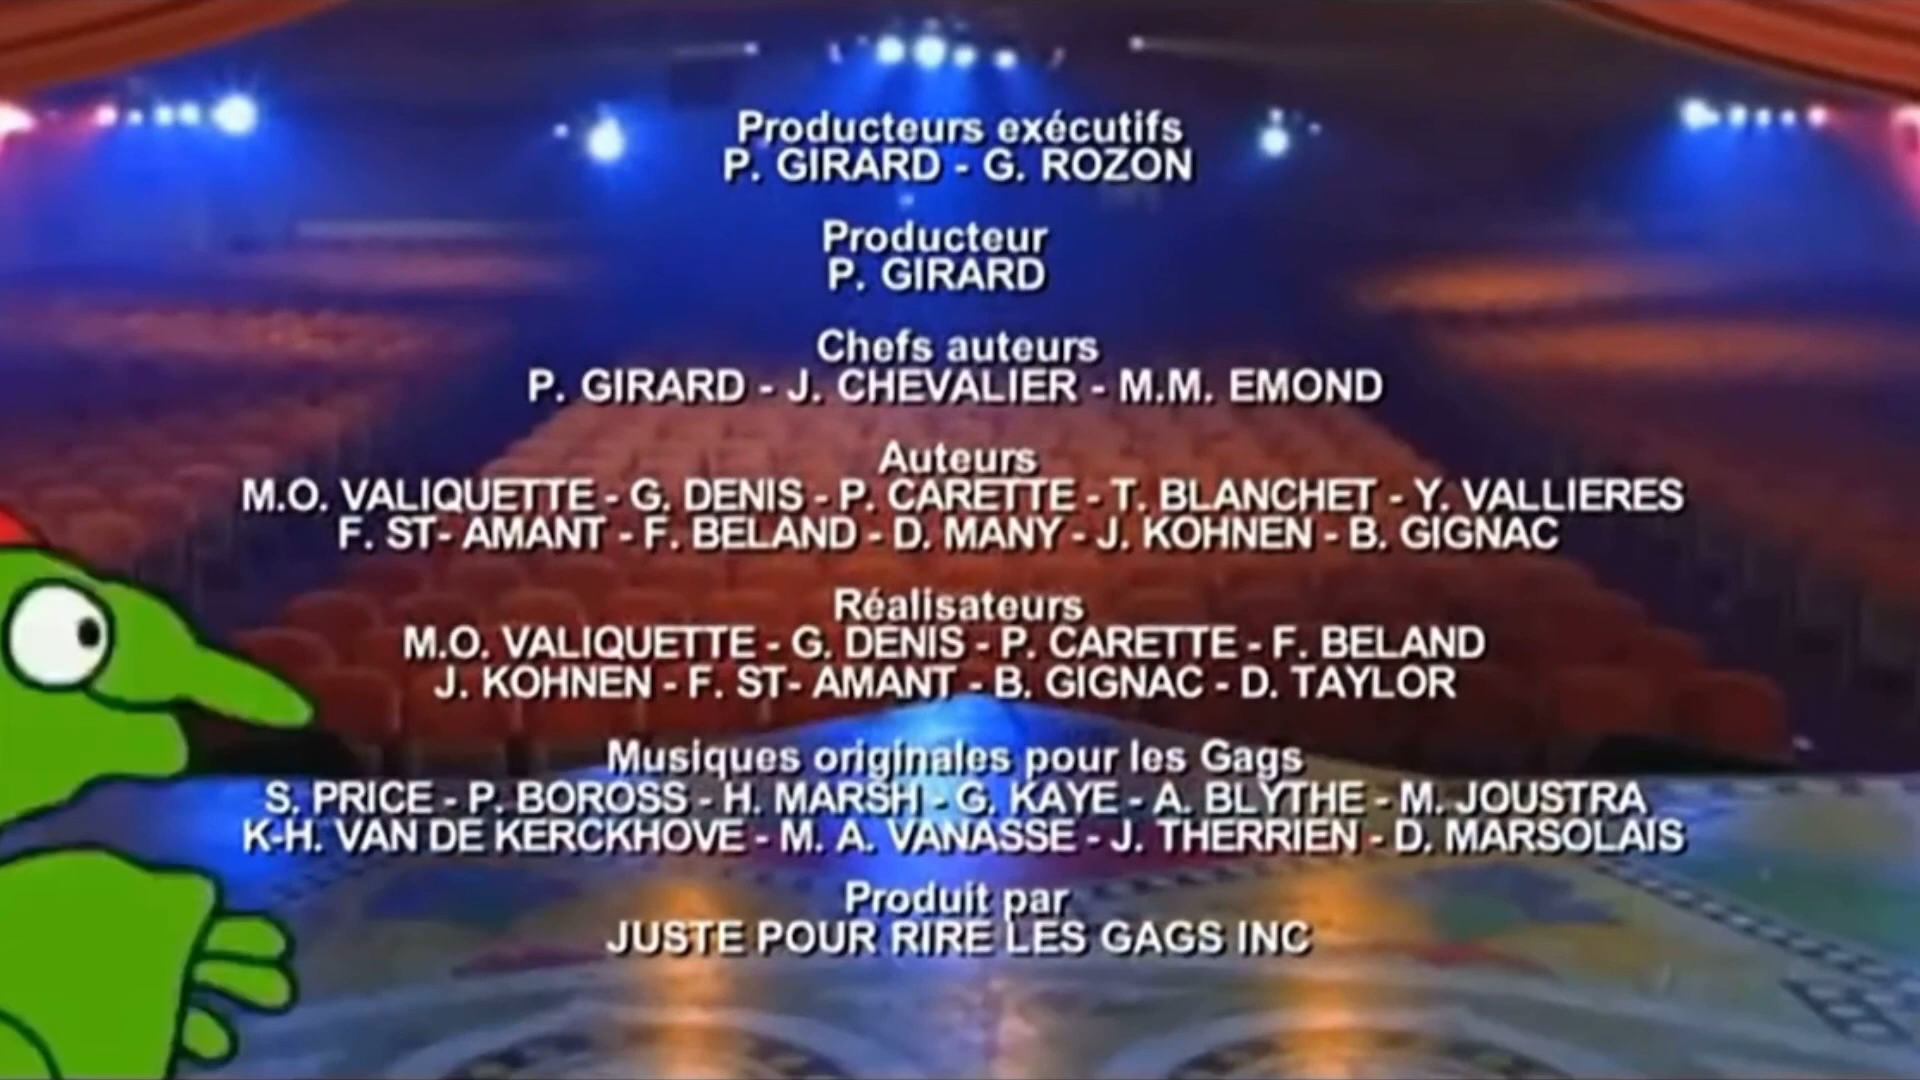 Producteurs exécutifs
P. GIRARD - G. ROZON
Producteur
P. GIRARD
Chefs auteurs
P. GIRARD - J. CHEVALIER - M.M. EMOND
Auteurs
M.O. VALIQUETTE - G. DENIS - P. CARETTE - T. BLANCHET - Y. VALLIERES
F. ST- AMANT - F. BELAND - D. MANY - J. KOHNEN - B. GIGNAC
Réalisateurs
M.O. VALIQUETTE - G. DENIS - P. CARETTE - F. BELAND
J. KOHNEN - F. ST- AMANT - B. GIGNAC - D. TAYLOR
Musiques originales pour les Gags
S. PRICE - P. BOROSS - H. MARSH - G. KAYE - A. BLYTHE - M. JOUSTRA
K-H. VAN DE KERCKHOVE - M. A. VANASSE - J. THERRIEN - D. MARSOLAIS
Produit par
JUSTE POUR RIRE LES GAGS INC